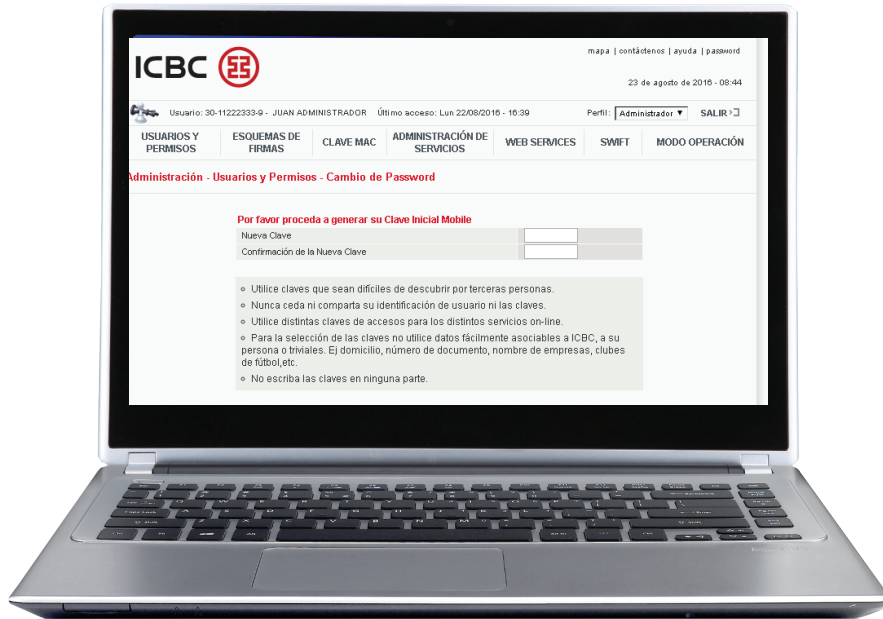 ICBC
mapa | contáctenos | ayuda | password
23 de agosto de 2016 - 08:44
Usuario: 30-11222333-9 - JUAN ADMINISTRADOR Último acceso: Lun 22/08/2016 - 16:39 Perfil: Administrador SALIR
USUARIOS Y PERMISOS
ESQUEMAS DE FIRMAS
CLAVE MAC
ADMINISTRACIÓN DE SERVICIOS
WEB SERVICES
SWIFT
MODO OPERACIÓN
Administración - Usuarios y Permisos - Cambio de Password
Por favor proceda a generar su Clave Inicial Mobile
Nueva Clave
Confirmación de la Nueva Clave
Utilice claves que sean difíciles de descubrir por terceras personas.
Nunca ceda ni comparta su identificación de usuario ni las claves.
Utilice distintas claves de accesos para los distintos servicios on-line.
Para la selección de las claves no utilice datos fácilmente asociables a ICBC, a su
persona o triviales. Ej domicilio, número de documento, nombre de empresas, clubes
de fútbol,etc.
No escriba las claves en ninguna parte.